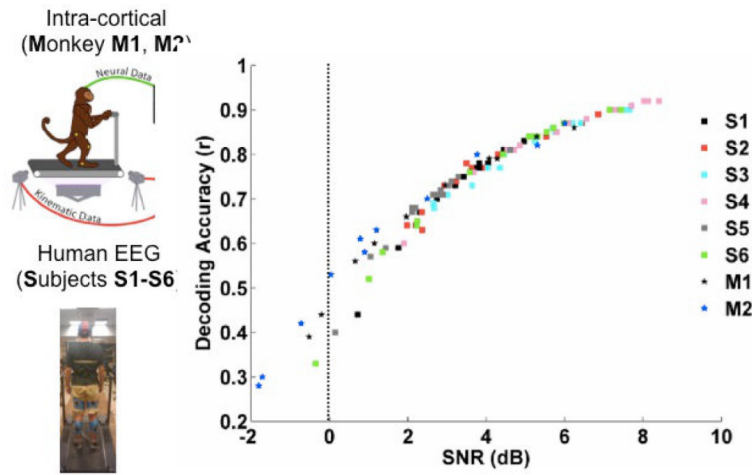 Intra-cortical
(Monkey M1, M2)
Neural Data
Kinematic Data
Human EEG
(Subjects S1-S6)
Decoding Accuracy (r)
1
0.9
0.8
0.7
0.6
0.5
0.4
0.3
0.2
-2
0
2
4
6
8
10
SNR (dB)
S1
S2
S3
S4
S5
S6
M1
M2